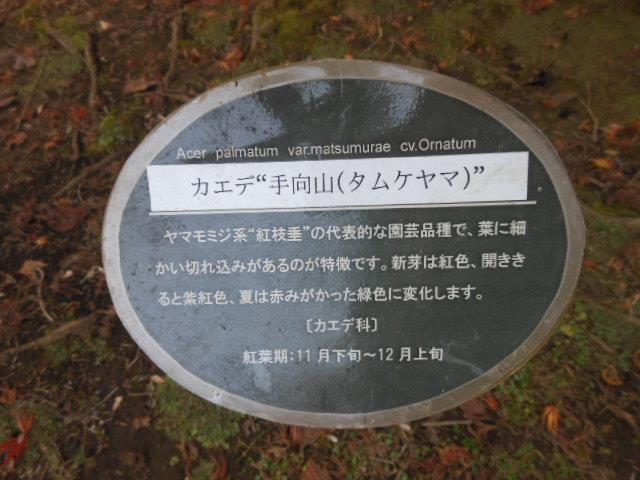 Acer palmatum var.matsumurae cv.Ornatum
カエデ“手向山(タムケヤマ)”
ヤマモミジ系“紅枝垂”の代表的な園芸品種で、葉に細
かい切れ込みがあるのが特徴です。新芽は紅色、開きき
ると紫紅色、夏は赤みがかった緑色に変化します。
〔カエデ科〕
紅葉期：11月下旬～12月上旬